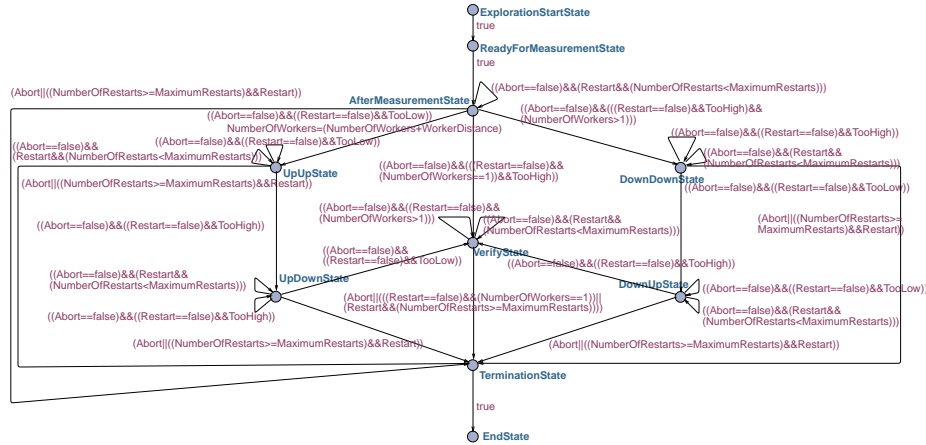 ExplorationStartState
true
ReadyForMeasurementState
true
(Abort||((NumberOfRestarts>=MaximumRestarts)&&Restart))
((Abort==false)&&(Restart&&(NumberOfRestarts<MaximumRestarts)))
AfterMeasurementState
((Abort==false)&&(((Restart==false)&&TooHigh)&&
(NumberOfWorkers>1)))
((Abort==false)&&((Restart==false)&&TooLow))
NumberOfWorkers=(NumberOfWorkers+WorkerDistance)
((Abort==false)&&((Restart==false)&&TooLow))
((Abort==false)&&((Restart==false)&&TooHigh))
((Abort==false)&&
(Restart&&(NumberOfRestarts<MaximumRestarts)))
((Abort==false)&&(Restart&&
(NumberOfRestarts<MaximumRestarts)))
UpUpState
((Abort==false)&&(((Restart==false)&&
(NumberOfWorkers==1))&&TooHigh))
DownDownState
(Abort||((NumberOfRestarts>=MaximumRestarts)&&Restart))
((Abort==false)&&((Restart==false)&&TooLow))
((Abort==false)&&((Restart==false)&&
(NumberOfWorkers>1)))
((Abort==false)&&(Restart&&
(NumberOfRestarts<MaximumRestarts)))
(Abort||((NumberOfRestarts>=
MaximumRestarts)&&Restart))
((Abort==false)&&((Restart==false)&&TooHigh))
((Abort==false)&&
((Restart==false)&&TooLow))
VerifyState
((Abort==false)&&((Restart==false)&&TooHigh))
((Abort==false)&&(Restart&&
(NumberOfRestarts<MaximumRestarts)))
UpDownState
DownUpState
((Abort==false)&&((Restart==false)&&TooLow))
(Abort||(((Restart==false)&&(NumberOfWorkers==1))||
(Restart&&(NumberOfRestarts>=MaximumRestarts))))
((Abort==false)&&((Restart==false)&&TooHigh))
((Abort==false)&&(Restart&&
(NumberOfRestarts<MaximumRestarts)))
(Abort||((NumberOfRestarts>=MaximumRestarts)&&Restart))
(Abort||((NumberOfRestarts>=MaximumRestarts)&&Restart))
TerminationState
true
EndState